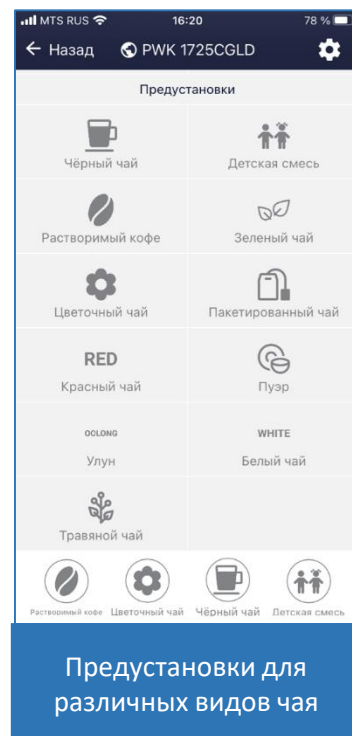 MTS RUS 16:20 78 %
Назад PWK 1725CGLD
Предустановки
Чёрный чай Детская смесь
Растворимый кофе Зеленый чай
Цветочный чай Пакетированный чай
RED
Красный чай Пуэр
OOLONG WHITE
Улун Белый чай
Травяной чай
Растворимый кофе Цветочный чай Чёрный чай Детская смесь
Предустановки для
различных видов чая